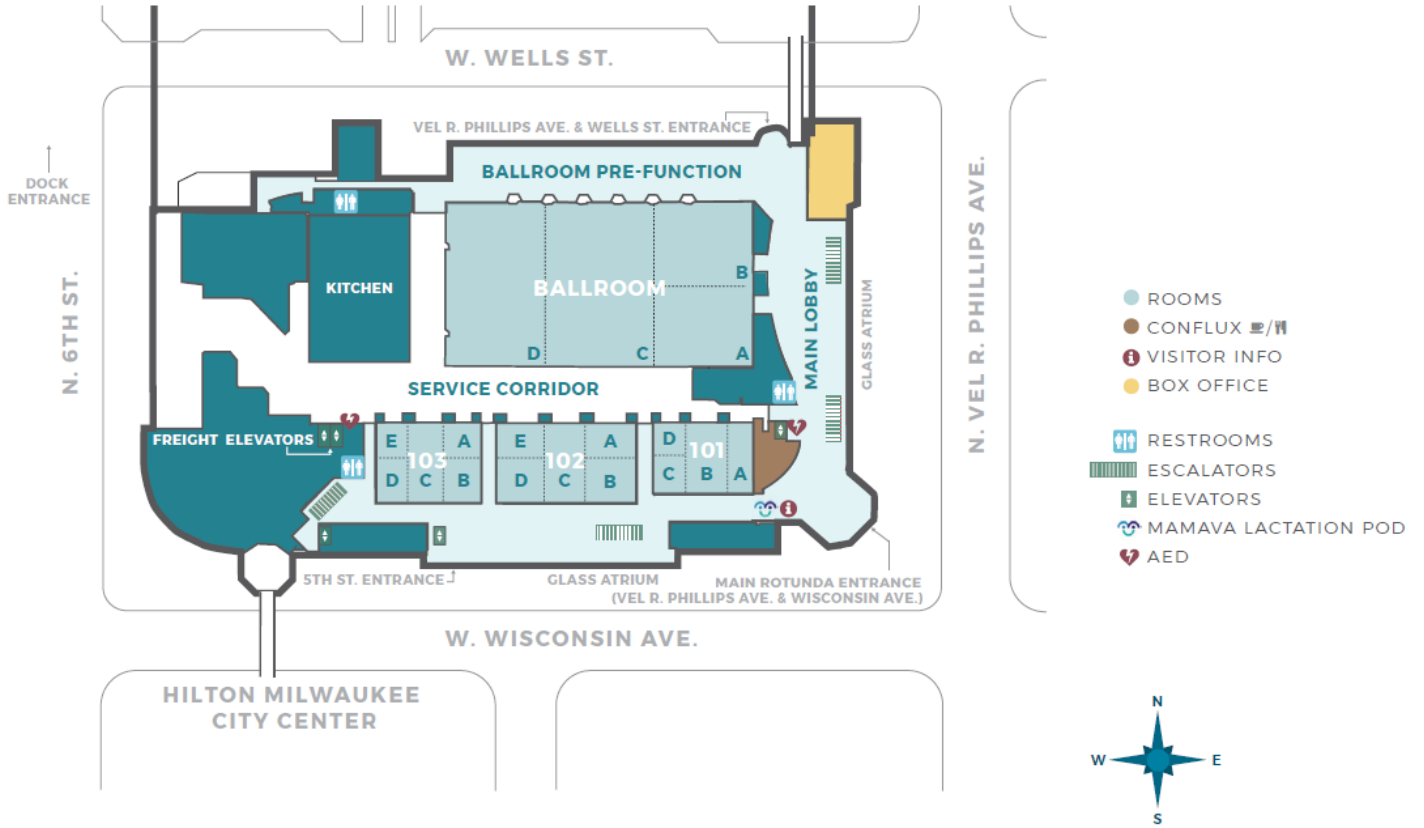 W. WELLS ST.
VEL R. PHILLIPS AVE. & WELLS ST. ENTRANCE
DOCK
ENTRANCE
BALLROOM PRE-FUNCTION
N. 6TH ST.
KITCHEN
BALLROOM
B
D
C
A
MAIN LOBBY
GLASS ATRIUM
N. VEL R. PHILLIPS AVE.
SERVICE CORRIDOR
FREIGHT ELEVATORS
E
A
103
D
C
B
E
A
102
D
C
B
D
101
C
B
A
5TH ST. ENTRANCE
GLASS ATRIUM
MAIN ROTUNDA ENTRANCE
(VEL R. PHILLIPS AVE. & WISCONSIN AVE.)
W. WISCONSIN AVE.
HILTON MILWAUKEE
CITY CENTER
ROOMS
CONFLUX /
VISITOR INFO
BOX OFFICE
RESTROOMS
ESCALATORS
ELEVATORS
MAMAVA LACTATION POD
AED
N
W
E
S